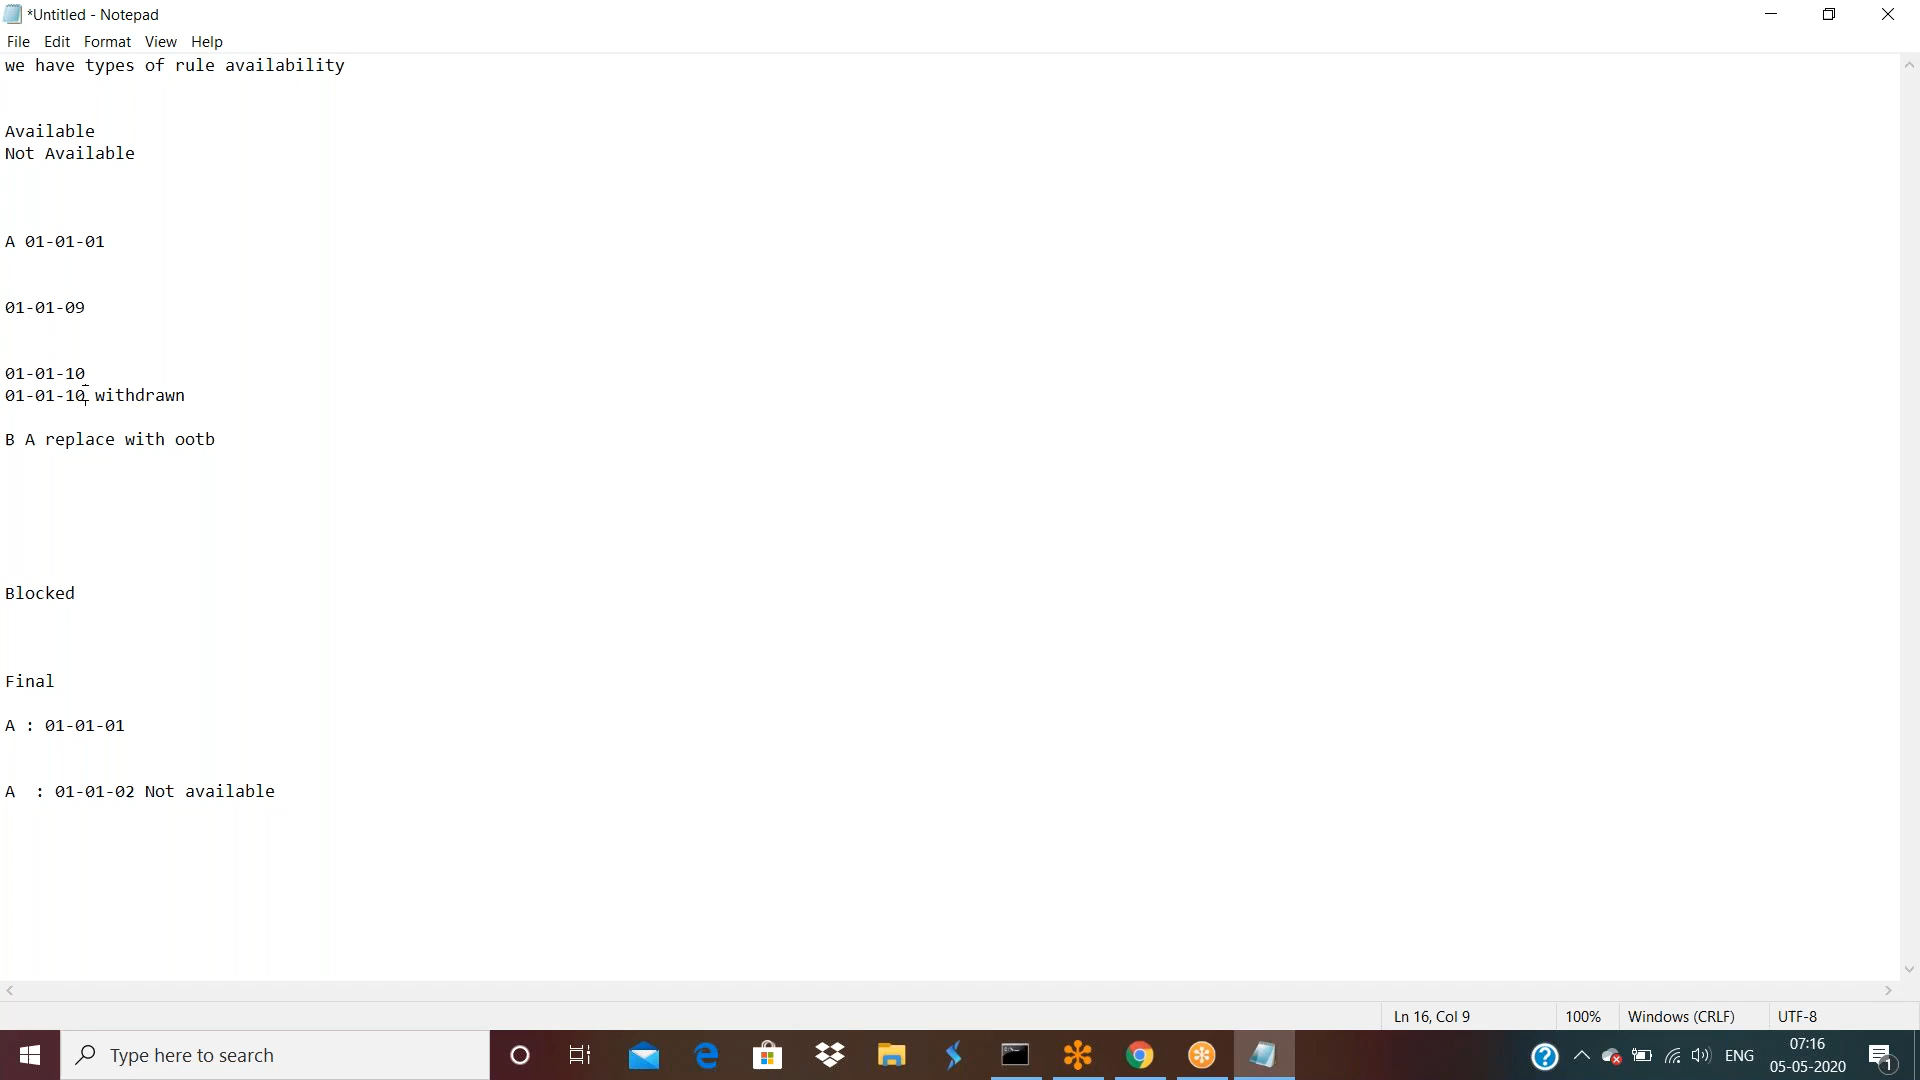 *Untitled - Notepad
File Edit Format View Help
we have types of rule availability
Available
Not Available
A 01-01-01
01-01-09
01-01-10
01-01-10 withdrawn
B A replace with ootb
Blocked
Final
A : 01-01-01
A  : 01-01-02 Not available
Ln 16, Col 9 100% Windows (CRLF) UTF-8
Type here to search
ENG
07:16
05-05-2020
1